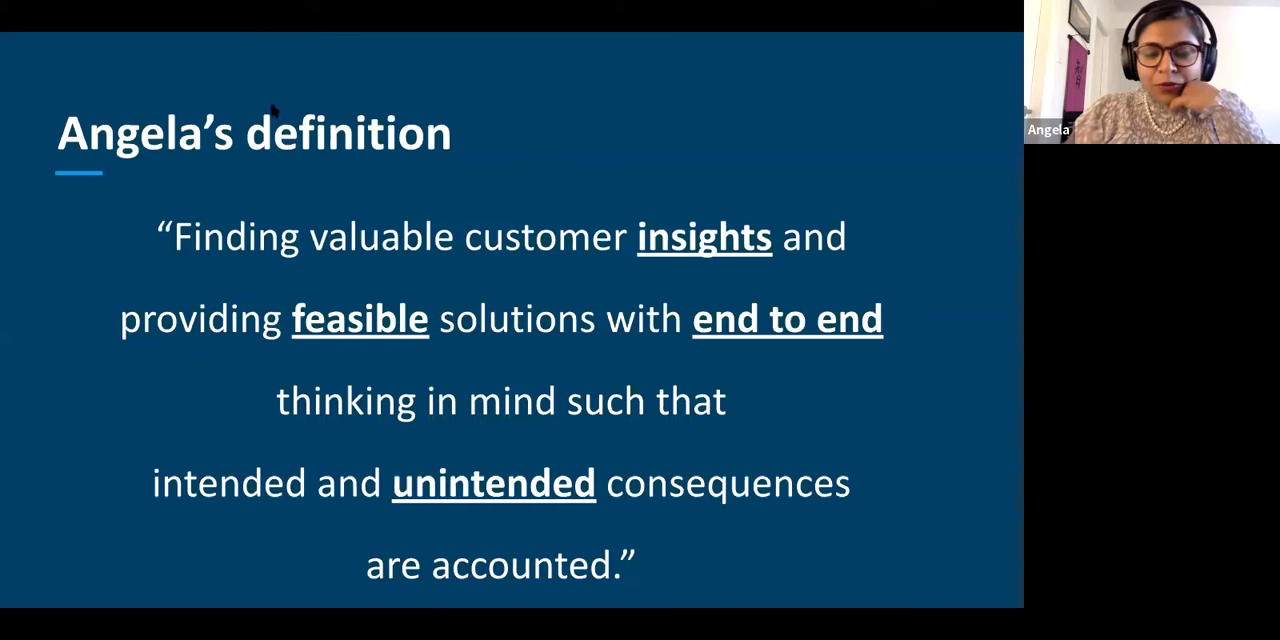 Angela’s definition
“Finding valuable customer insights and
providing feasible solutions with end to end
thinking in mind such that
intended and unintended consequences
are accounted.”
Angela